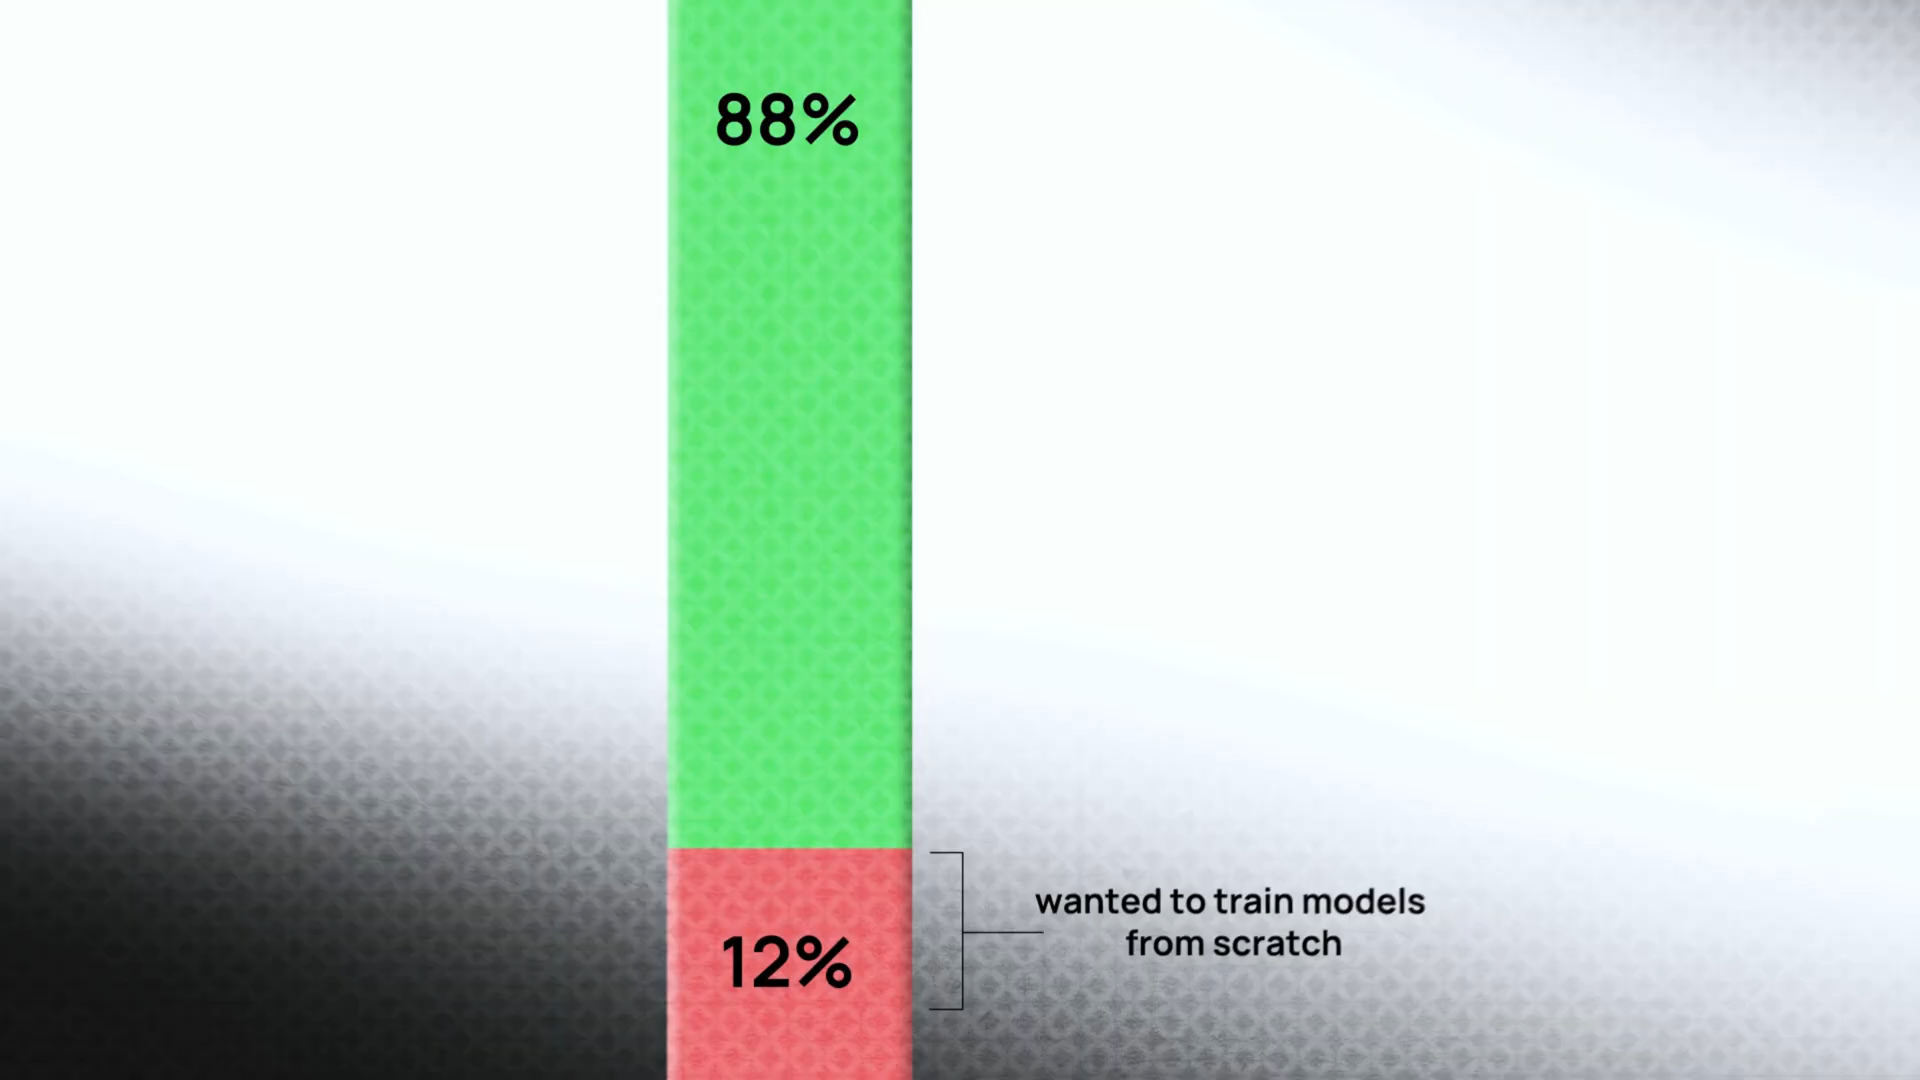 88%
12%
wanted to train models
from scratch